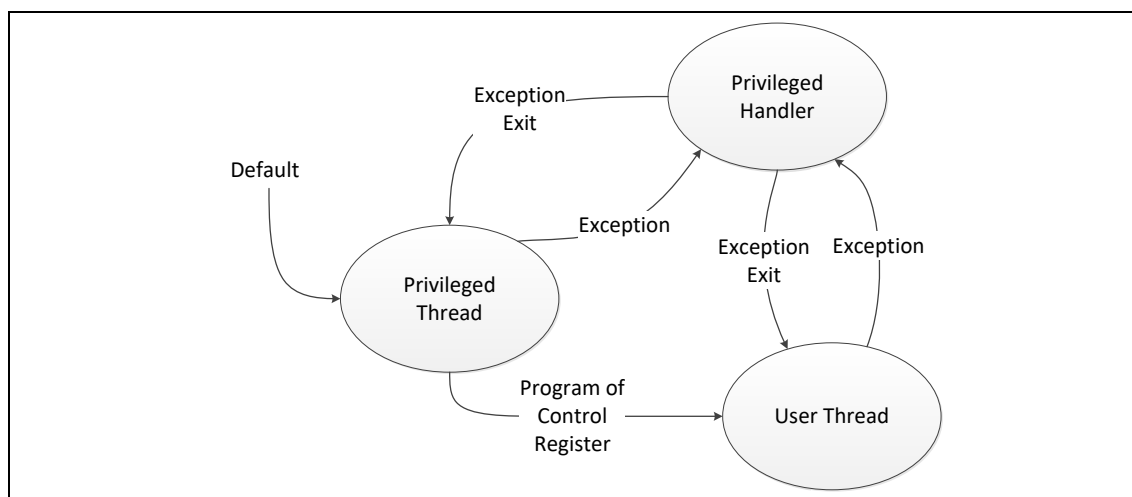 Privileged
Handler
Exception
Exit
Default
Exception
Exception
Exit
Exception
Privileged
Thread
Program of
Control
Register
User Thread